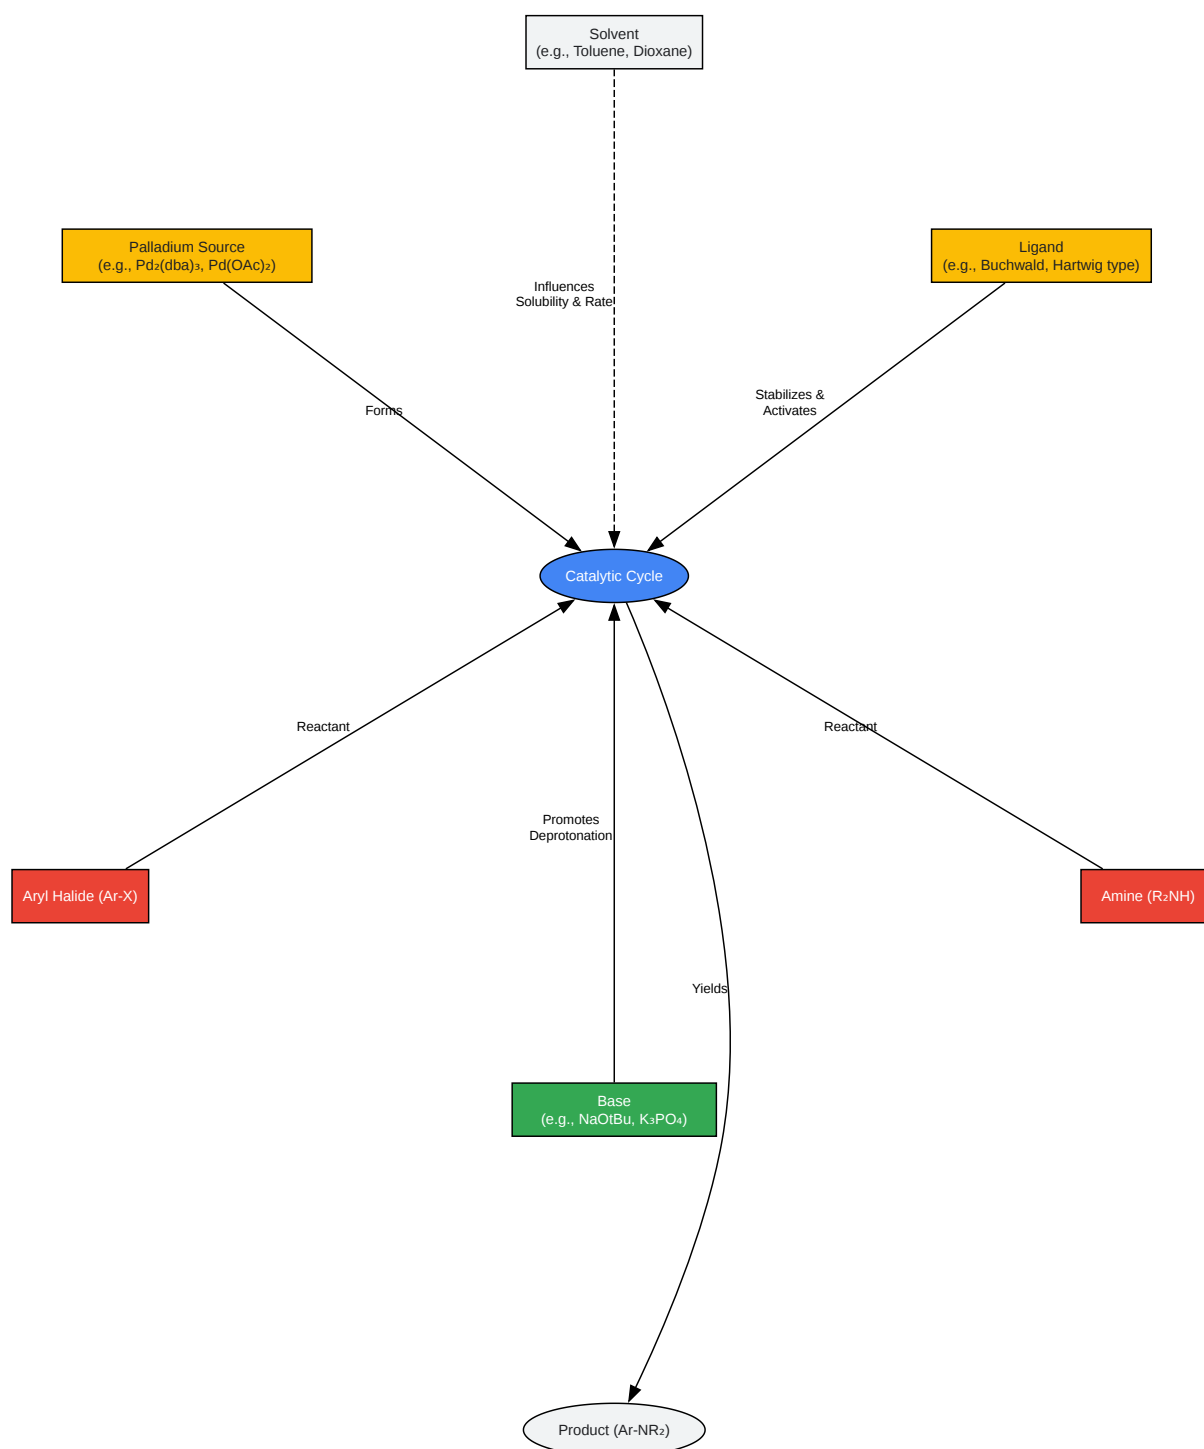 Solvent
(e.g., Toluene, Dioxane)
Palladium Source
(e.g., Pd₂(dba)₃, Pd(OAc)₂)
Ligand
(e.g., Buchwald, Hartwig type)
Influences
Solubility & Rate
Stabilizes &
Activates
Forms
Catalytic Cycle
Reactant
Reactant
Promotes
Deprotonation
Aryl Halide (Ar-X)
Amine (R₂NH)
Yields
Base
(e.g., NaOtBu, K₃PO₄)
Product (Ar-NR₂)